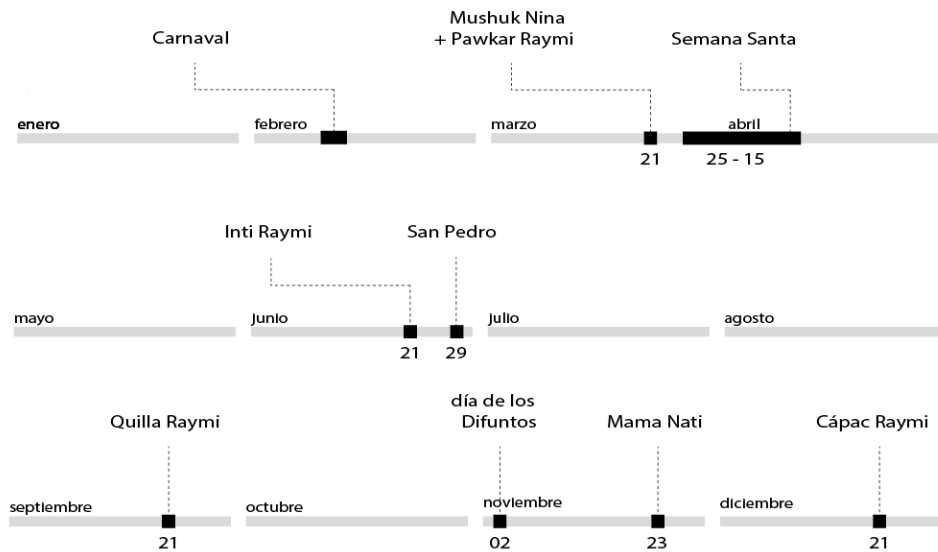 Carnaval
Mushuk Nina
+ Pawkar Raymi
Semana Santa
enero
febrero
marzo
abril
21
25 - 15
Inti Raymi
San Pedro
mayo
junio
julio
agosto
21
29
Quilla Raymi
día de los
Difuntos
Mama Nati
Cápac Raymi
septiembre
octubre
noviembre
diciembre
21
02
23
21